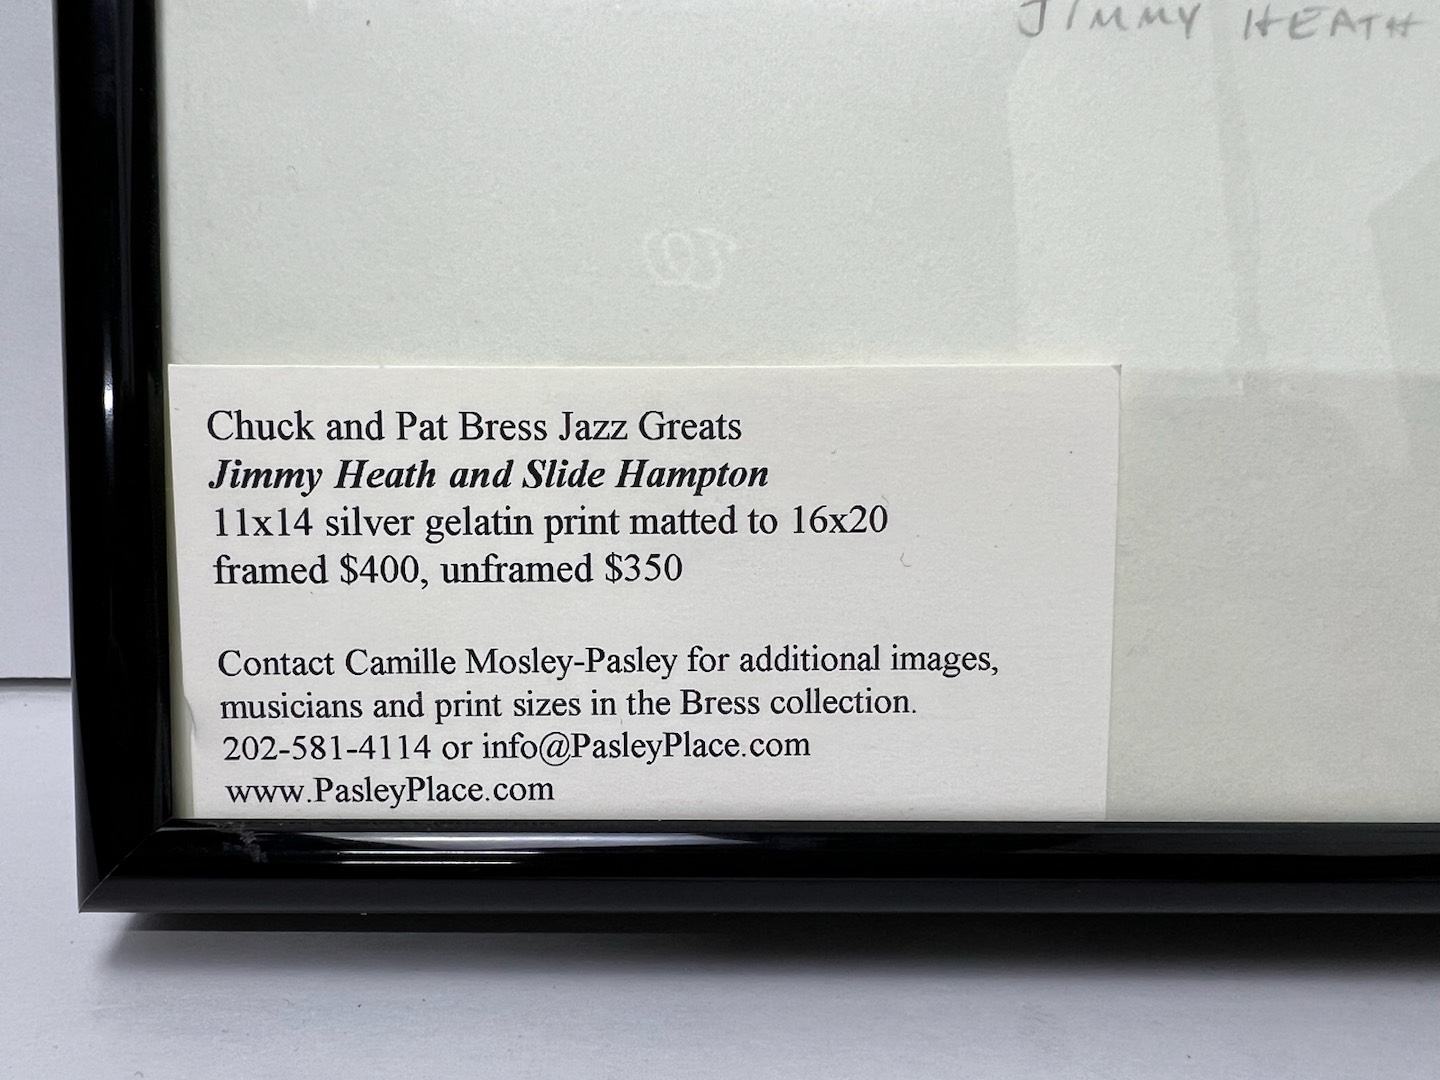 JIMMY HEATH
Chuck and Pat Bress Jazz Greats
Jimmy Heath and Slide Hampton
11x14 silver gelatin print matted to 16x20
framed $400, unframed $350
Contact Camille Mosley-Pasley for additional images,
musicians and print sizes in the Bress collection.
202-581-4114 or info@PasleyPlace.com
www.PasleyPlace.com